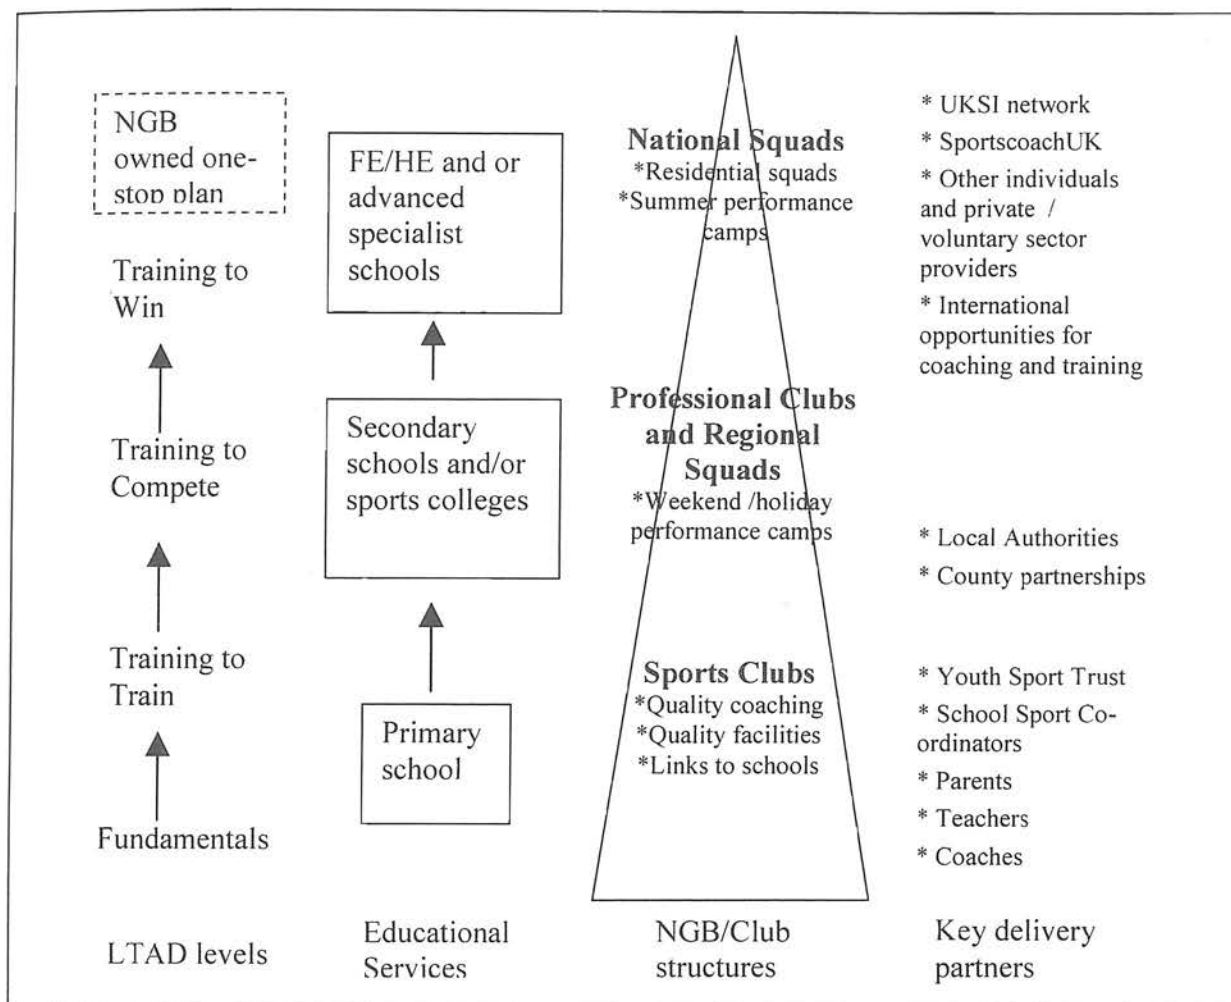 NGB
owned one-
stop plan
Training to
Win
Training to
Compete
Training to
Train
Fundamentals
LTAD levels
FE/HE and or
advanced
specialist
schools
Secondary
schools and/or
sports colleges
Primary
school
Educational
Services
National Squads
*Residential squads
*Summer performance
camps
Professional Clubs
and Regional
Squads
*Weekend /holiday
performance camps
Sports Clubs
*Quality coaching
*Quality facilities
*Links to schools
NGB/Club
structures
* UKSI network
* SportscoachUK
* Other individuals
and private /
voluntary sector
providers
* International
opportunities for
coaching and training
* Local Authorities
* County partnerships
* Youth Sport Trust
* School Sport Co-
ordinators
* Parents
* Teachers
* Coaches
Key delivery
partners